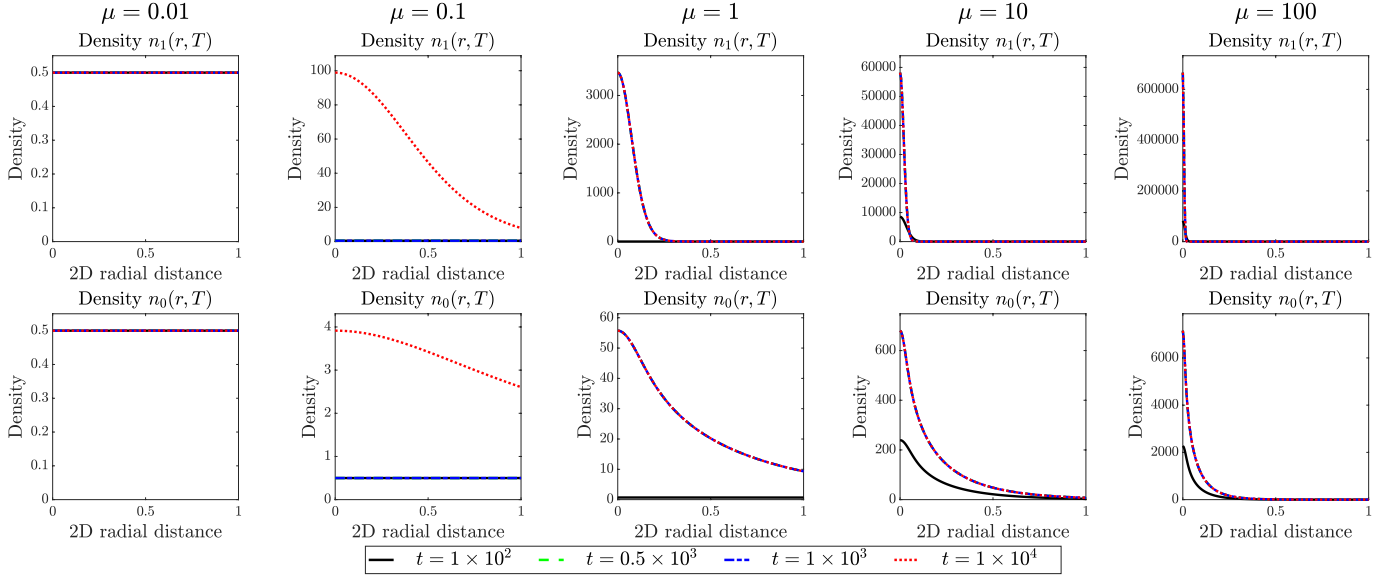 μ = 0.01 μ = 0.1 μ = 1 μ = 10 μ = 100
Density n₁(r, T) Density n₁(r, T) Density n₁(r, T) Density n₁(r, T) Density n₁(r, T)
Density Density Density Density Density
0.5 0.4 0.3 0.2 0.1 0
100 80 60 40 20 0
3000 2000 1000 0
60000 50000 40000 30000 20000 10000 0
600000 400000 200000 0
0 0.5 1 0 0.5 1 0 0.5 1 0 0.5 1 0 0.5 1
2D radial distance 2D radial distance 2D radial distance 2D radial distance 2D radial distance
Density n₀(r, T) Density n₀(r, T) Density n₀(r, T) Density n₀(r, T) Density n₀(r, T)
Density Density Density Density Density
0.5 0.4 0.3 0.2 0.1 0
4 3 2 1 0
60 50 40 30 20 10 0
600 400 200 0
6000 4000 2000 0
0 0.5 1 0 0.5 1 0 0.5 1 0 0.5 1 0 0.5 1
2D radial distance 2D radial distance 2D radial distance 2D radial distance 2D radial distance
t = 1 × 10² t = 0.5 × 10³ t = 1 × 10³ t = 1 × 10⁴